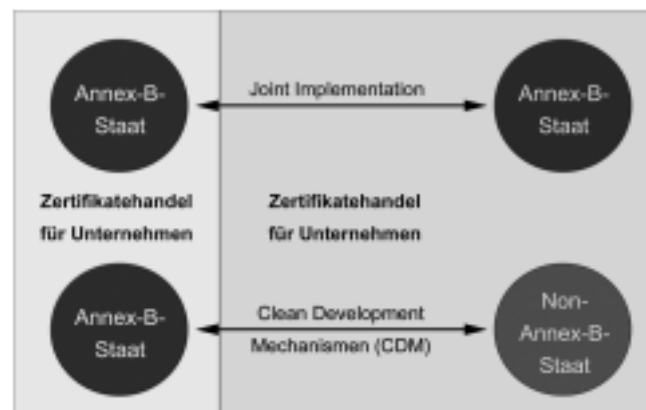 Annex-B-
Staat
Joint Implementation
Annex-B-
Staat
Zertifikatehandel
für Unternehmen
Zertifikatehandel
für Unternehmen
Annex-B-
Staat
Clean Development
Mechanismen (CDM)
Non-
Annex-B-
Staat